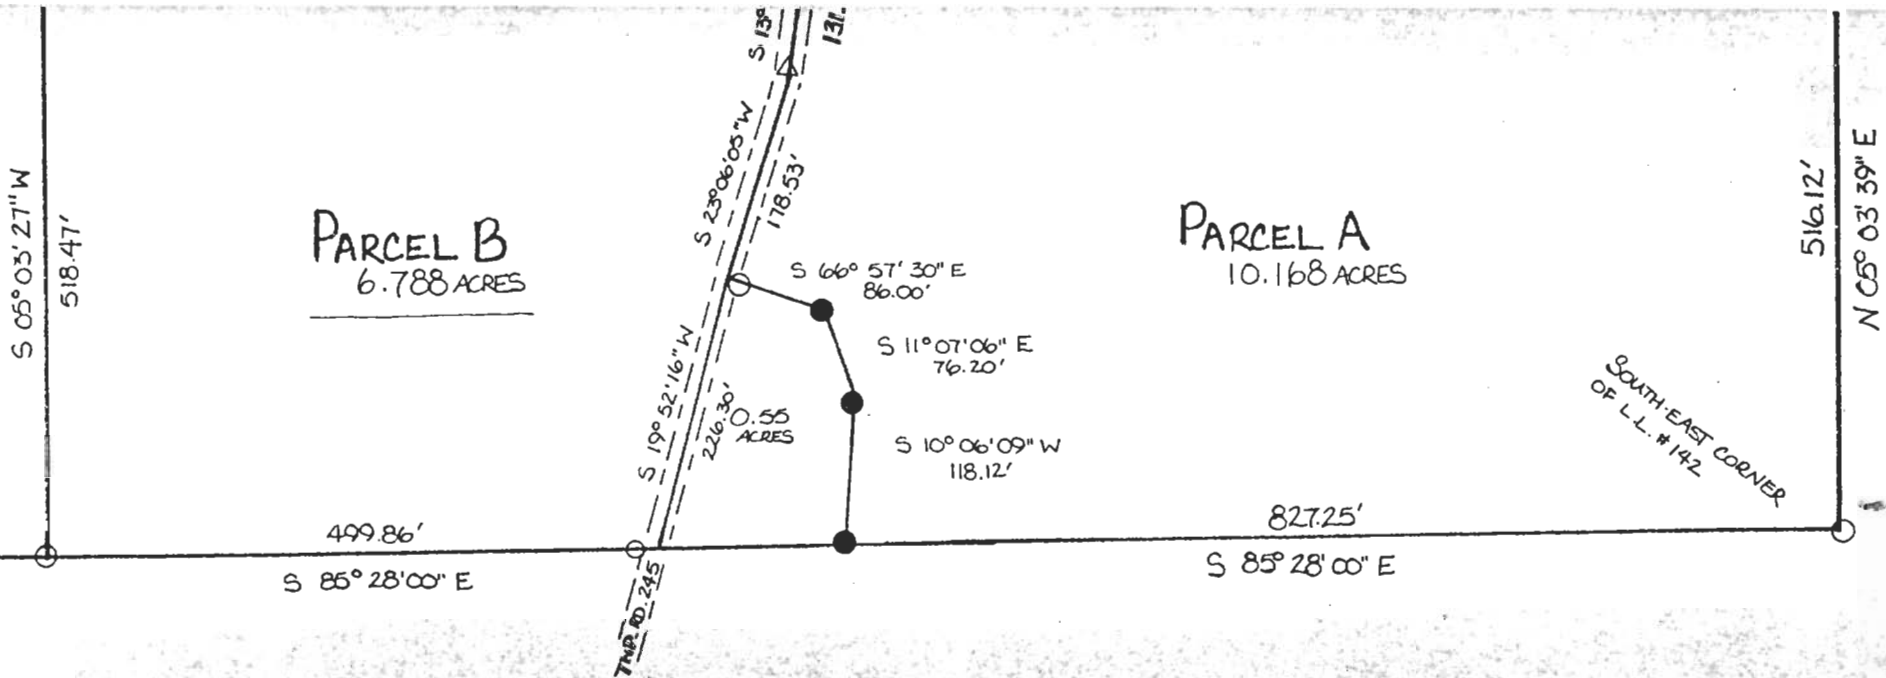 S 13°
131.
S 05° 03' 27" W
518.47'
PARCEL B
6.788 ACRES
S 23° 06' 05" W
178.53'
S 66° 57' 30" E
86.00'
PARCEL A
10.168 ACRES
516.12'
N 05° 03' 39" E
S 11° 07' 06" E
76.20'
S 19° 52' 16" W
226.30'
0.55
ACRES
S 10° 06' 09" W
118.12'
SOUTH-EAST CORNER
OF L.L. #142
499.86'
S 85° 28' 00" E
827.25'
S 85° 28' 00" E
TWP. RD. 245